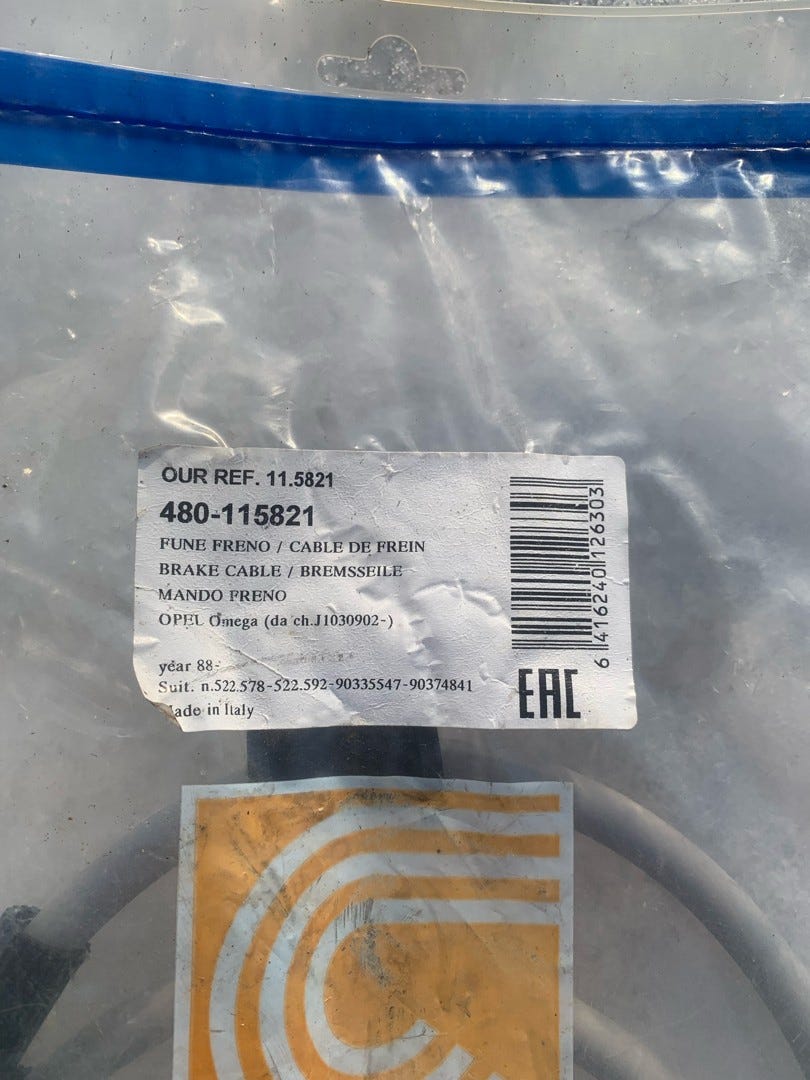 OUR REF. 11.5821
480-115821
FUNE FRENO / CABLE DE FREIN
BRAKE CABLE / BREMSSEILE
MANDO FRENO
OPEL Omega (da ch.J1030902-)
year 88-
Suit. n.522.578-522.592-90335547-90374841
Made in Italy
6 416240 126303
EAC